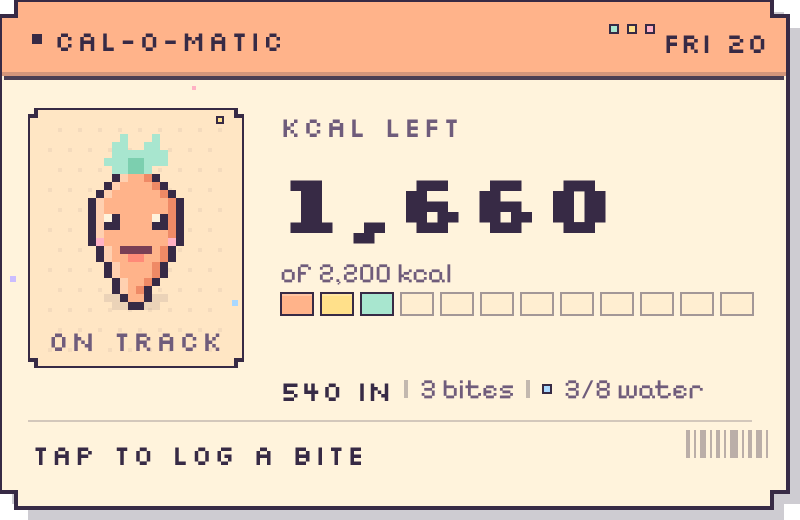 CAL-O-MATIC
FRI 20
KCAL LEFT
1,660
of 2,200 kcal
ON TRACK
540 IN | 3 bites | 3/8 water
TAP TO LOG A BITE